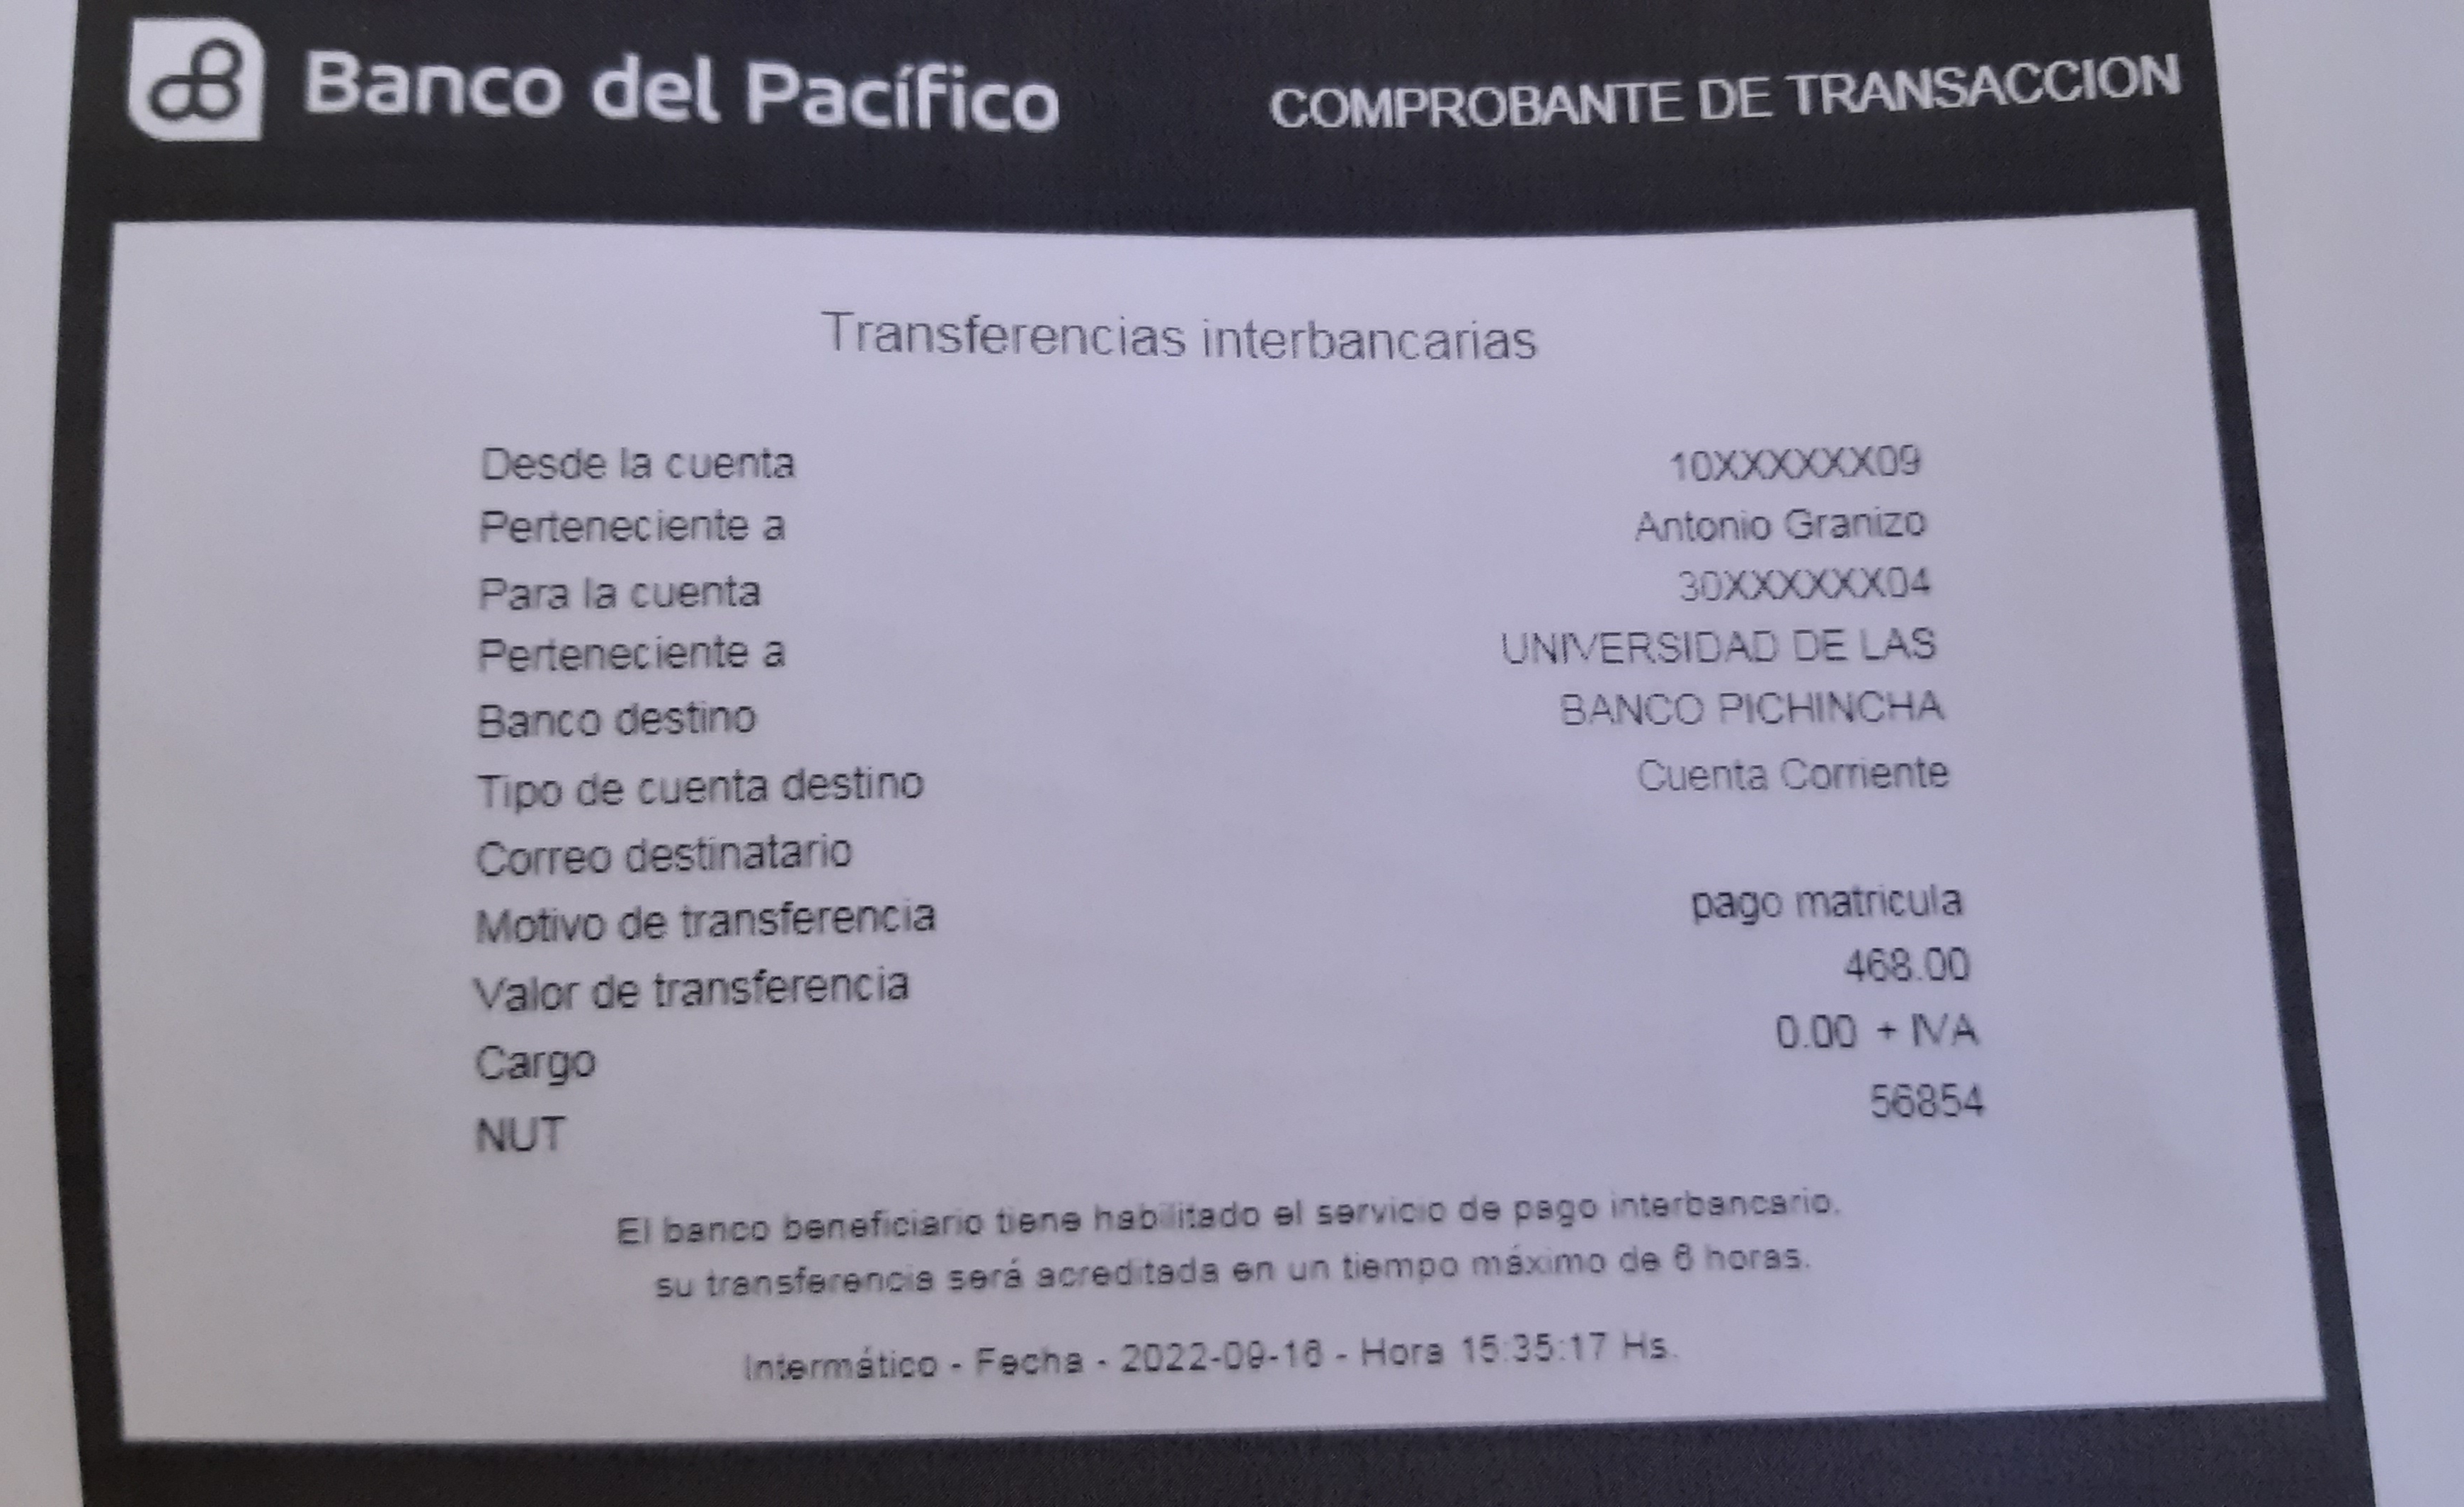 Banco del Pacífico
COMPROBANTE DE TRANSACCION
Transferencias interbancarias
Desde la cuenta 10XXXXXX09
Perteneciente a Antonio Granizo
Para la cuenta 30XXXXXX04
Perteneciente a UNIVERSIDAD DE LAS
Banco destino BANCO PICHINCHA
Tipo de cuenta destino Cuenta Corriente
Correo destinatario
Motivo de transferencia pago matricula
Valor de transferencia 468.00
Cargo 0.00 + IVA
NUT 56854
El banco beneficiario tiene habilitado el servicio de pago interbancario.
su transferencia será acreditada en un tiempo máximo de 6 horas.
Intermático - Fecha - 2022-09-16 - Hora 15:35:17 Hs.